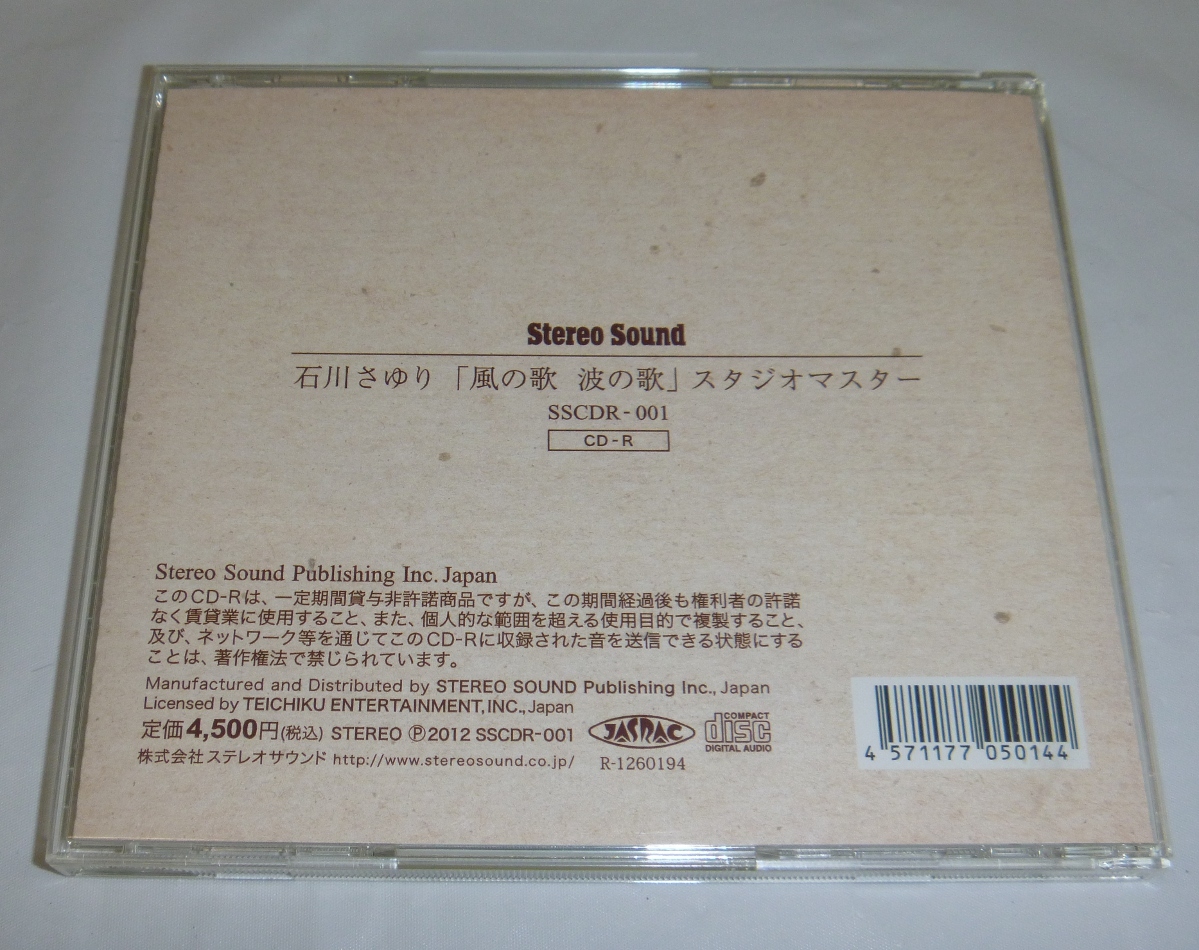 Stereo Sound
石川さゆり「風の歌 波の歌」スタジオマスター
SSCDR-001
CD-R
Stereo Sound Publishing Inc. Japan
このCD-Rは、一定期間貸与非許諾商品ですが、この期間経過後も権利者の許諾
なく賃貸業に使用すること、また、個人的な範囲を超える使用目的で複製すること、
及び、ネットワーク等を通じてこのCD-Rに収録された音を送信できる状態にする
ことは、著作権法で禁じられています。
Manufactured and Distributed by STEREO SOUND Publishing Inc., Japan
Licensed by TEICHIKU ENTERTAINMENT, INC., Japan
定価4,500円(税込) STEREO Ⓟ2012 SSCDR-001
株式会社ステレオサウンド http://www.stereosound.co.jp/
JASRAC
R-1260194
COMPACT
disc
DIGITAL AUDIO
4 571177 050144